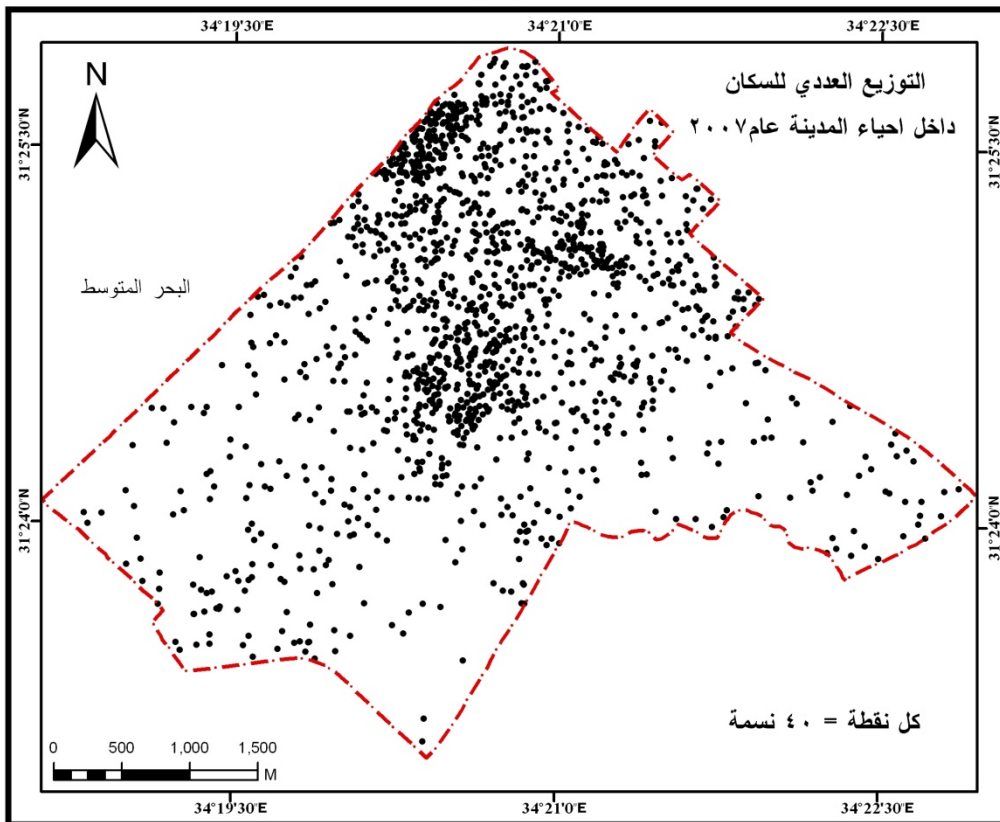 34°19'30"E 34°21'0"E 34°22'30"E
N
التوزيع العددي للسكان
داخل احياء المدينة عام ٢٠٠٧
31°25'30"N 31°25'30"N
البحر المتوسط
31°24'0"N 31°24'0"N
كل نقطة = ٤٠ نسمة
0 500 1,000 1,500
M
34°19'30"E 34°21'0"E 34°22'30"E